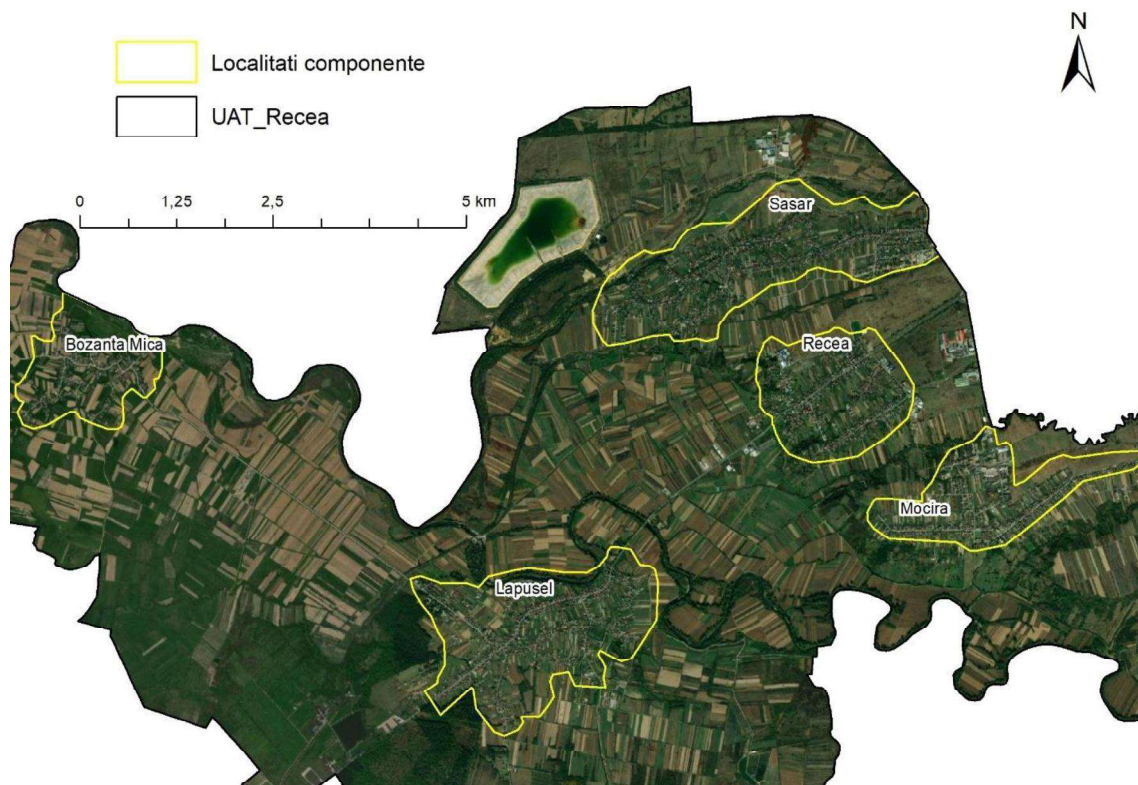 N
Localitati componente
UAT_Recea
0 1,25 2,5 5 km
Sasar
Bozanta Mica
Recea
Mocira
Lapusel